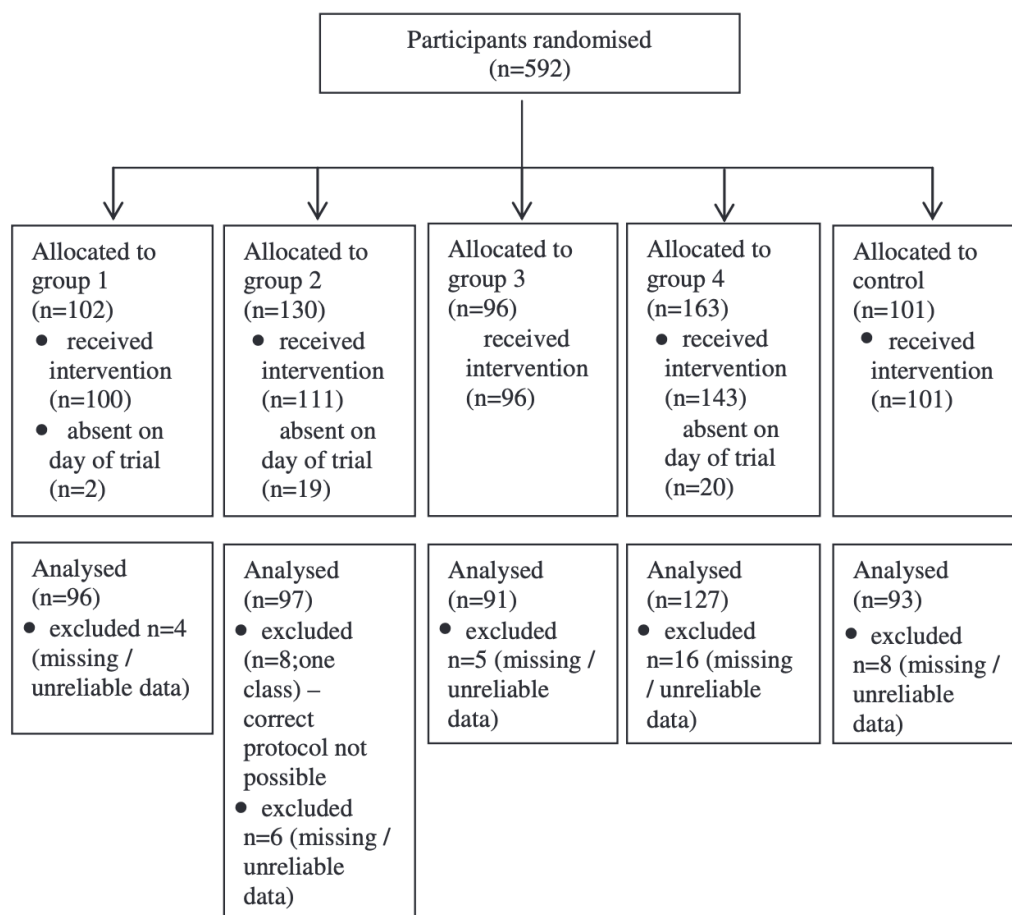 Participants randomised
(n=592)
Allocated to
group 1
(n=102)
• received
intervention
(n=100)
• absent on
day of trial
(n=2)
Allocated to
group 2
(n=130)
• received
intervention
(n=111)
absent on
day of trial
(n=19)
Allocated to
group 3
(n=96)
received
intervention
(n=96)
Allocated to
group 4
(n=163)
• received
intervention
(n=143)
absent on
day of trial
(n=20)
Allocated to
control
(n=101)
• received
intervention
(n=101)
Analysed
(n=96)
• excluded n=4
(missing /
unreliable data)
Analysed
(n=97)
• excluded
(n=8;one
class) –
correct
protocol not
possible
• excluded
n=6 (missing /
unreliable
data)
Analysed
(n=91)
• excluded
n=5 (missing /
unreliable
data)
Analysed
(n=127)
• excluded
n=16 (missing
/ unreliable
data)
Analysed
(n=93)
• excluded
n=8 (missing /
unreliable
data)